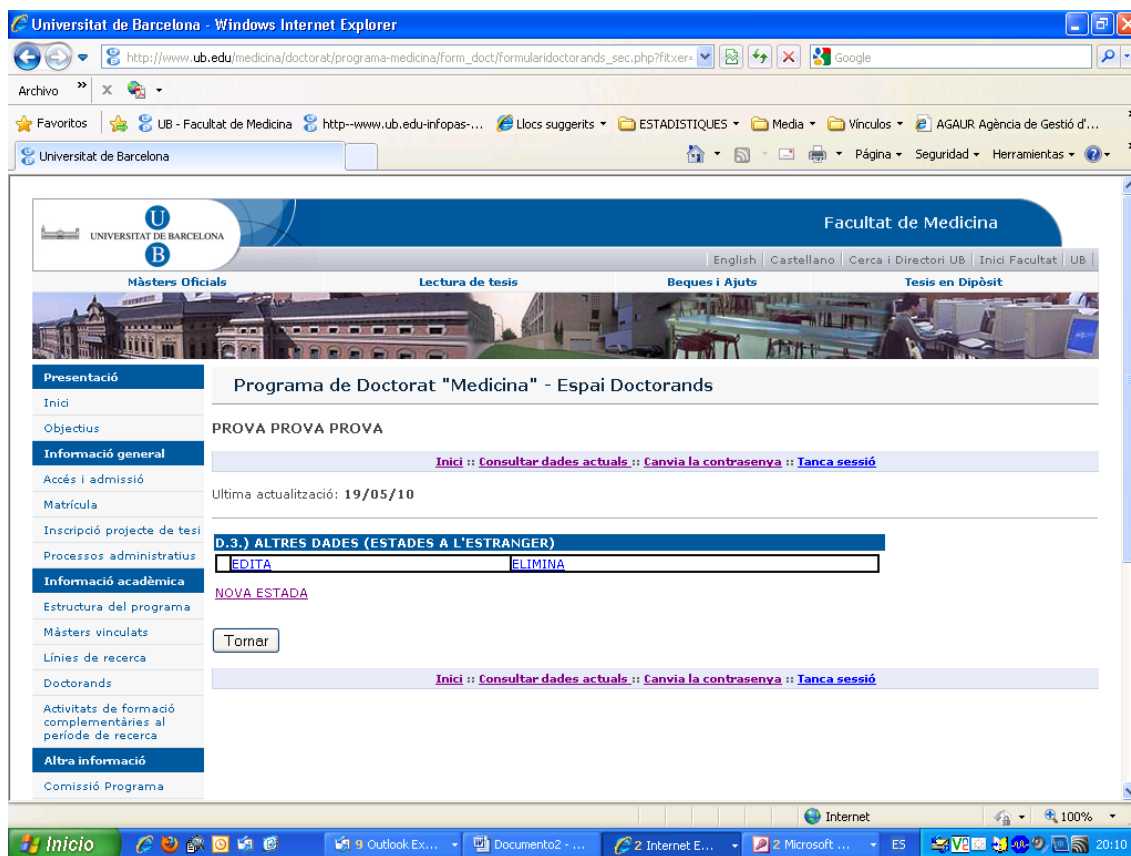 Universitat de Barcelona - Windows Internet Explorer
http://www.ub.edu/medicina/doctorat/programa-medicina/form_doct/formularidoctorands_sec.php?fitxer=
Google
Archivo »
Favoritos UB - Facultat de Medicina http--www.ub.edu-infopas-... Llocs suggerits ESTADISTIQUES Media Vínculos AGAUR Agència de Gestió d'...
Universitat de Barcelona Página Seguridad Herramientas
U
UNIVERSITAT DE BARCELONA
B
Facultat de Medicina
English | Castellano | Cerca i Directori UB | Inici Facultat | UB |
Màsters Oficials Lectura de tesis Beques i Ajuts Tesis en Dipòsit
Presentació
Inici
Objectius
Informació general
Accés i admissió
Matrícula
Inscripció projecte de tesi
Processos administratius
Informació acadèmica
Estructura del programa
Màsters vinculats
Línies de recerca
Doctorands
Activitats de formació
complementàries al
període de recerca
Altra informació
Comissió Programa
Programa de Doctorat "Medicina" - Espai Doctorands
PROVA PROVA PROVA
Inici :: Consultar dades actuals :: Canvia la contrasenya :: Tanca sessió
Ultima actualització: 19/05/10
D.3.) ALTRES DADES (ESTADES A L'ESTRANGER)
EDITA ELIMINA
NOVA ESTADA
Tornar
Inici :: Consultar dades actuals :: Canvia la contrasenya :: Tanca sessió
Internet 100%
Inicio 9 Outlook Ex... Documento2 - ... 2 Internet E... 2 Microsoft ... ES 20:10